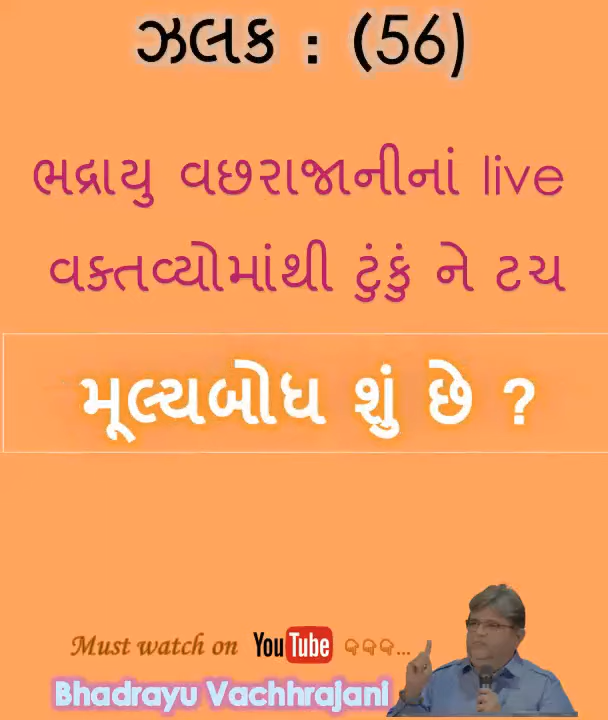 ઝલક : (56)
ભદ્રાયુ વછરાજાનીનાં live
વક્તવ્યોમાંથી ટુંકું ને ટચ
મૂલ્યબોધ શું છે ?
Must watch on YouTube 👇👇👇...
Bhadrayu Vachhrajani